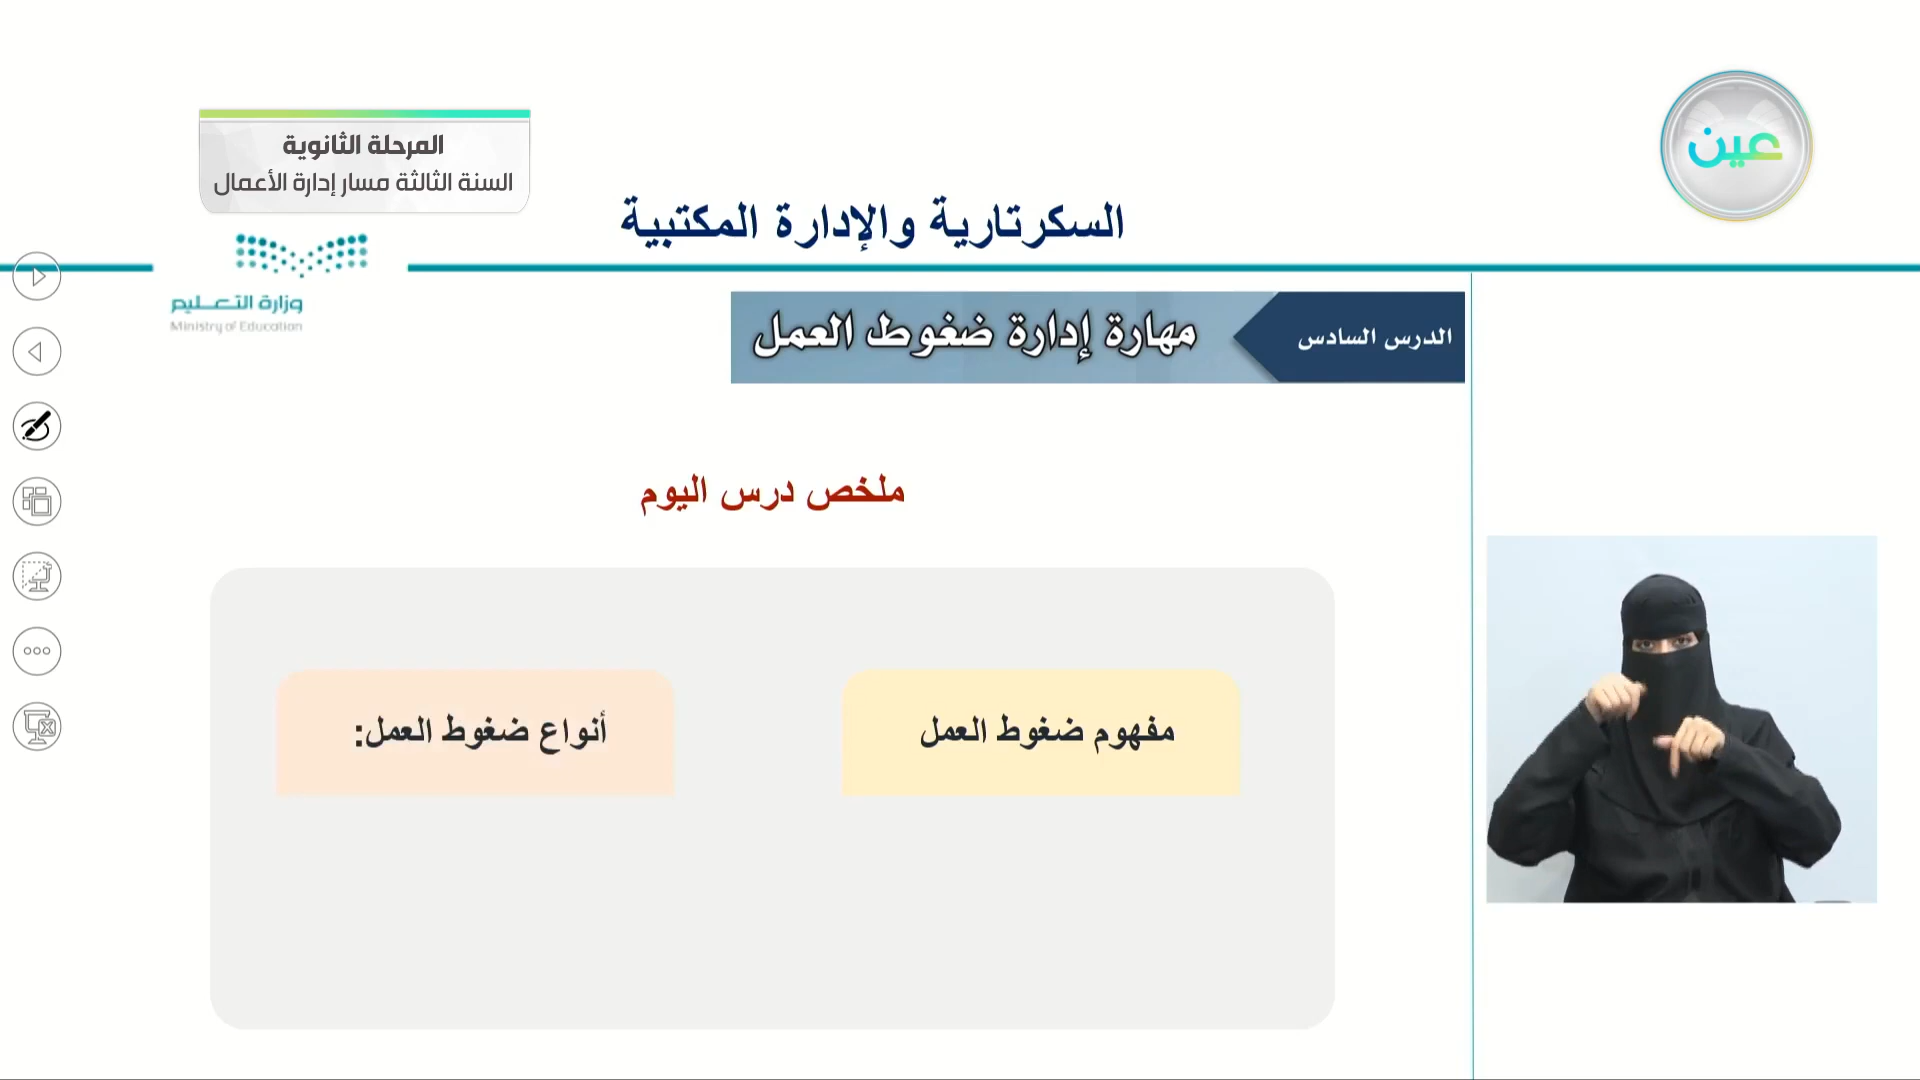 عين
المرحلة الثانوية
السنة الثالثة مسار إدارة الأعمال
السكرتارية والإدارة المكتبية
وزارة التعليم
Ministry of Education
الدرس السادس
مهارة إدارة ضغوط العمل
ملخص درس اليوم
مفهوم ضغوط العمل
أنواع ضغوط العمل: